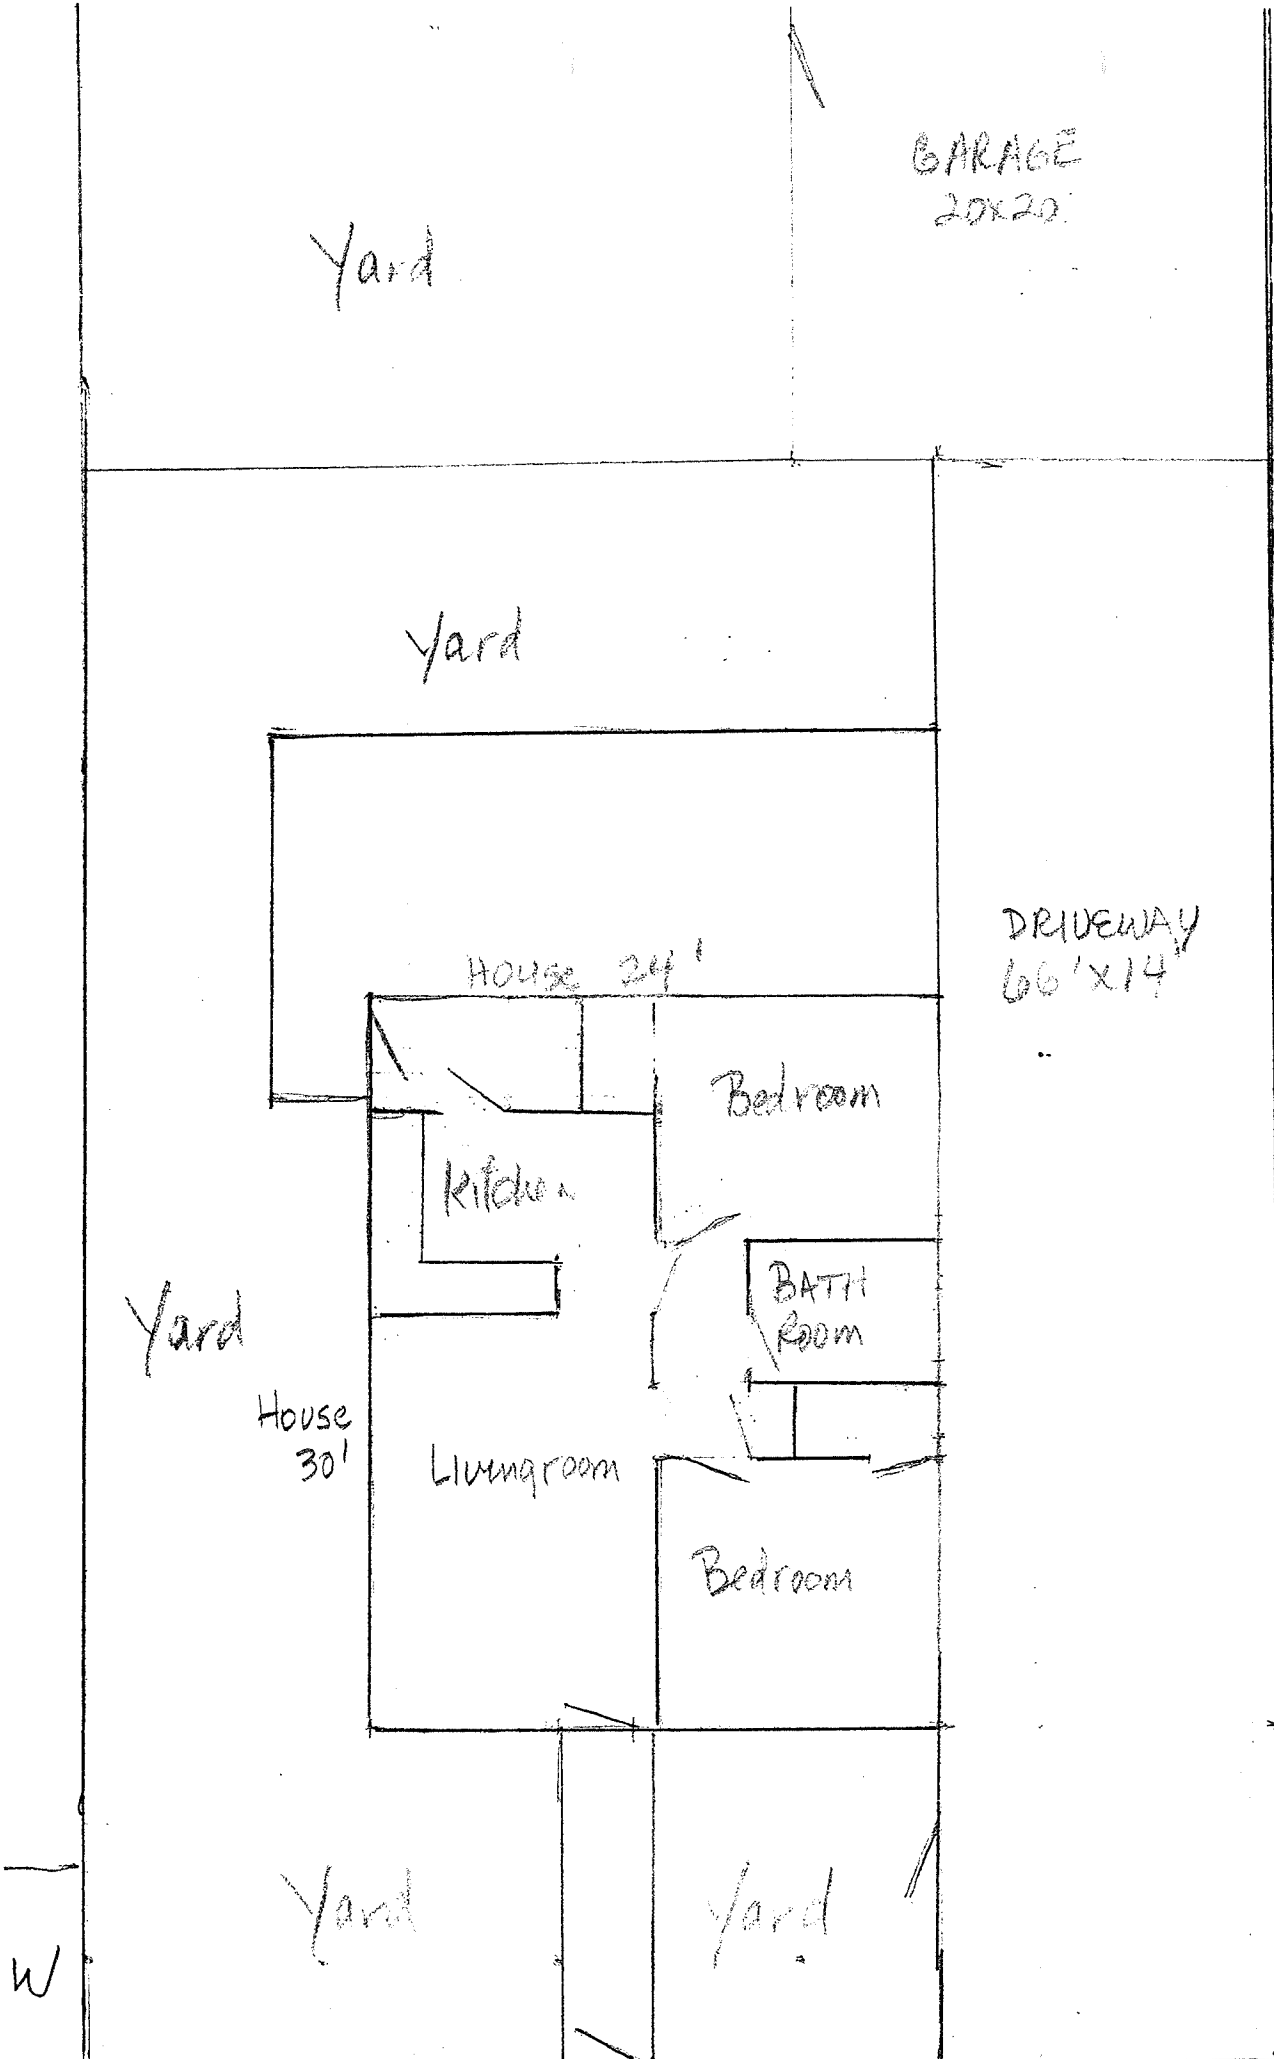 GARAGE
20x20
Yard
Yard
DRIVEWAY
66'x14'
House 24'
Bedroom
Kitchen
BATH
Room
Yard
House
30'
Livingroom
Bedroom
Yard
Yard
W